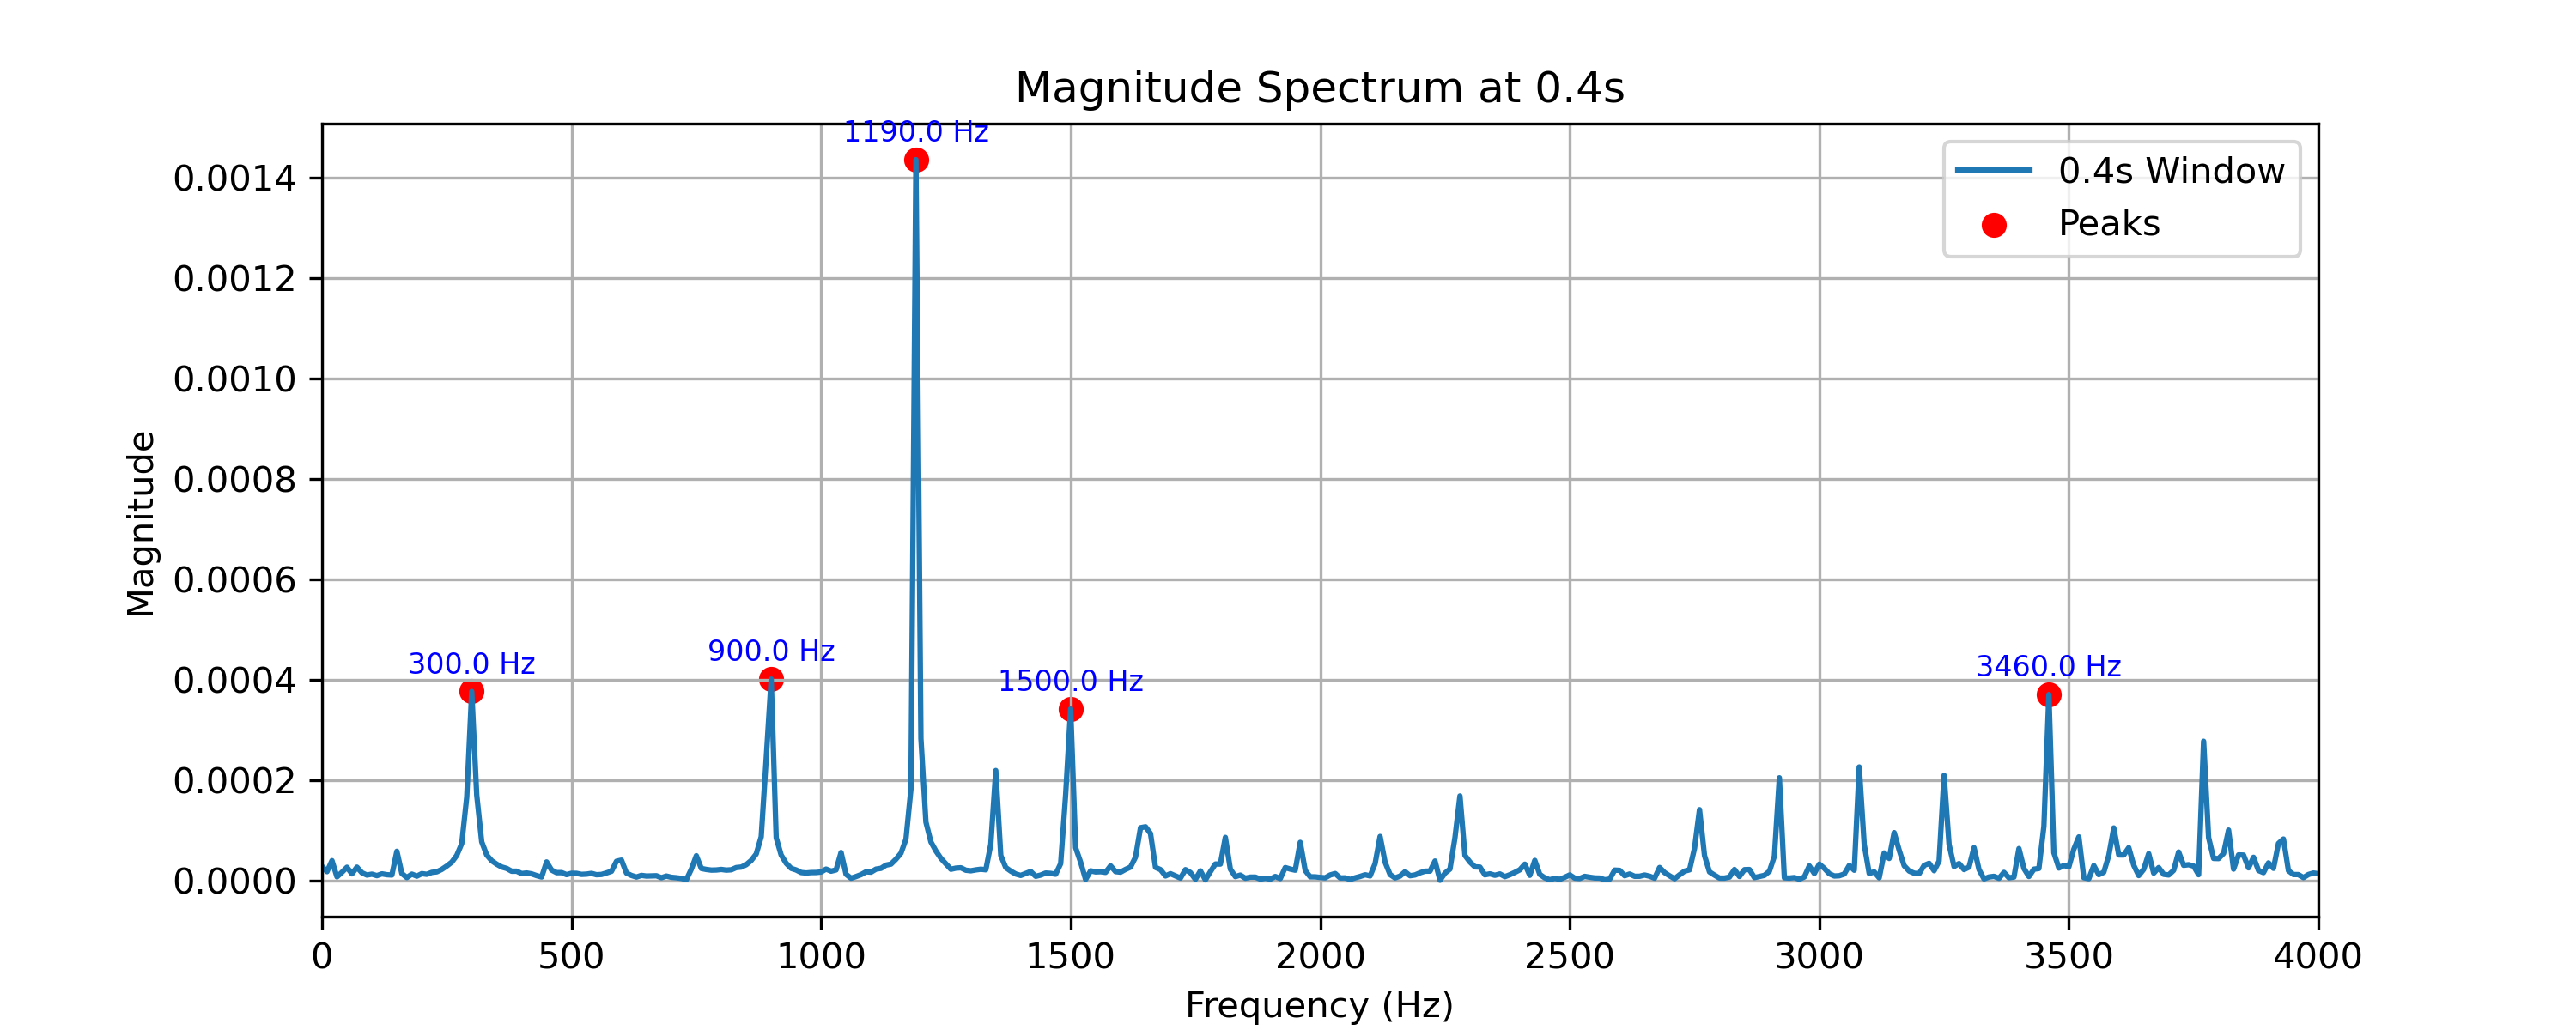 Magnitude Spectrum at 0.4s
1190.0 Hz
0.4s Window
Peaks
0.0014
0.0012
0.0010
0.0008
0.0006
0.0004
0.0002
0.0000
Magnitude
300.0 Hz
900.0 Hz
1500.0 Hz
3460.0 Hz
0 500 1000 1500 2000 2500 3000 3500 4000
Frequency (Hz)